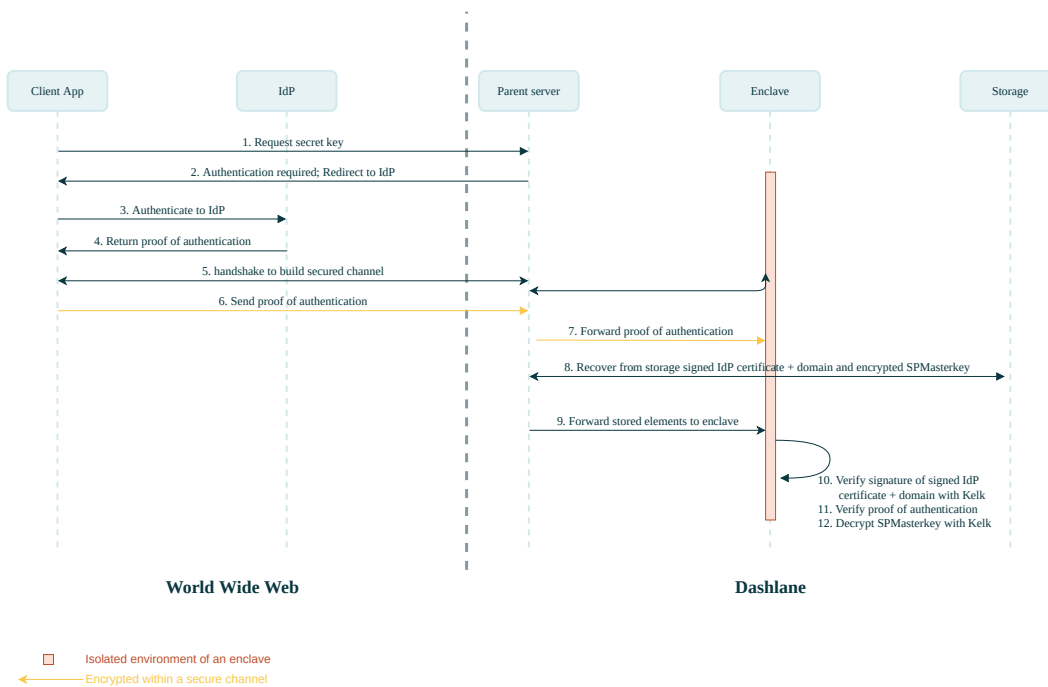 Client App
IdP
Parent server
Enclave
Storage
1. Request secret key
2. Authentication required; Redirect to IdP
3. Authenticate to IdP
4. Return proof of authentication
5. handshake to build secured channel
6. Send proof of authentication
7. Forward proof of authentication
8. Recover from storage signed IdP certificate + domain and encrypted SPMasterkey
9. Forward stored elements to enclave
10. Verify signature of signed IdP
certificate + domain with Kelk
11. Verify proof of authentication
12. Decrypt SPMasterkey with Kelk
World Wide Web
Dashlane
Isolated environment of an enclave
Encrypted within a secure channel